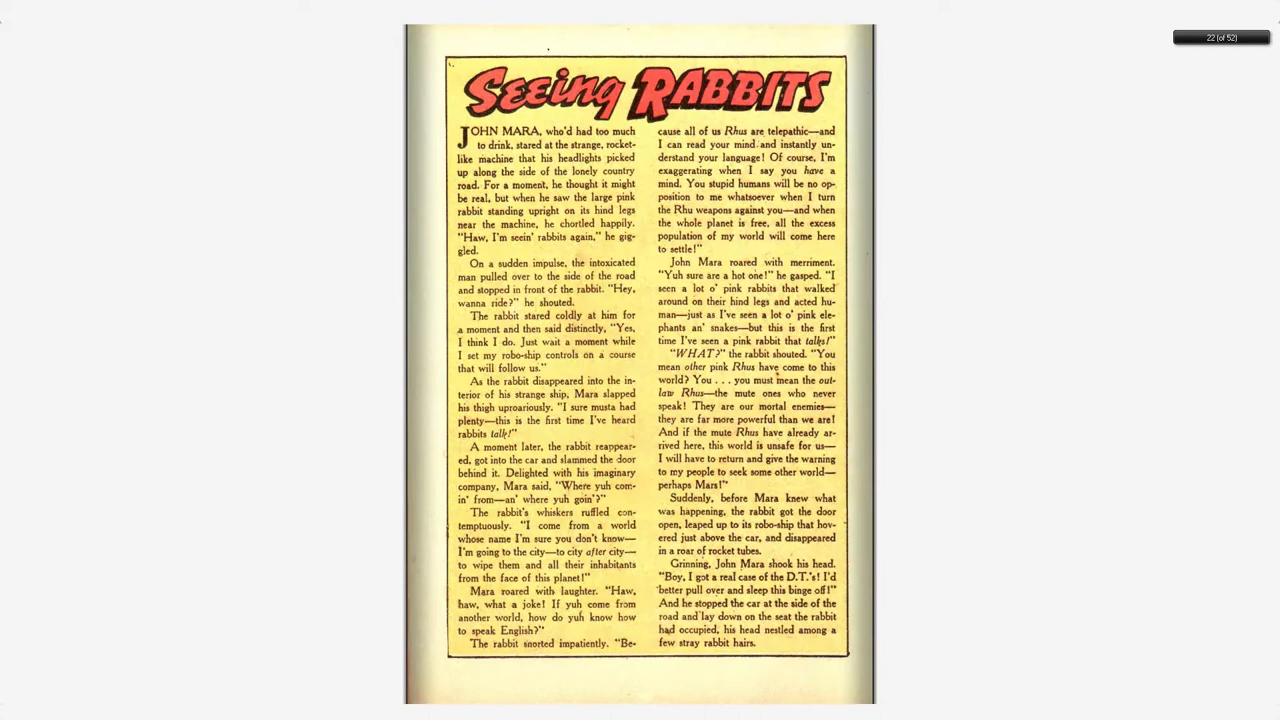 22 (of 52)
Seeing RABBITS
JOHN MARA, who'd had too much
to drink, stared at the strange, rocket-
like machine that his headlights picked
up along the side of the lonely country
road. For a moment, he thought it might
be real, but when he saw the large pink
rabbit standing upright on its hind legs
near the machine, he chortled happily.
"Haw, I'm seein' rabbits again," he gig-
gled.
On a sudden impulse, the intoxicated
man pulled over to the side of the road
and stopped in front of the rabbit. "Hey,
wanna ride?" he shouted.
The rabbit stared coldly at him for
a moment and then said distinctly, "Yes,
I think I do. Just wait a moment while
I set my robo-ship controls on a course
that will follow us."
As the rabbit disappeared into the in-
terior of his strange ship, Mara slapped
his thigh uproariously. "I sure musta had
plenty—this is the first time I've heard
rabbits talk!"
A moment later, the rabbit reappear-
ed, got into the car and slammed the door
behind it. Delighted with his imaginary
company, Mara said, "Where yuh com-
in' from—an' where yuh goin'?"
The rabbit's whiskers ruffled con-
temptuously. "I come from a world
whose name I'm sure you don't know—
I'm going to the city—to city after city—
to wipe them and all their inhabitants
from the face of this planet!"
Mara roared with laughter. "Haw,
haw, what a joke! If yuh come from
another world, how do yuh know how
to speak English?"
The rabbit snorted impatiently. "Be-
cause all of us Rhus are telepathic—and
I can read your mind and instantly un-
derstand your language! Of course, I'm
exaggerating when I say you have a
mind. You stupid humans will be no op-
position to me whatsoever when I turn
the Rhu weapons against you—and when
the whole planet is free, all the excess
population of my world will come here
to settle!"
John Mara roared with merriment.
"Yuh sure are a hot one!" he gasped. "I
seen a lot o' pink rabbits that walked
around on their hind legs and acted hu-
man—just as I've seen a lot o' pink ele-
phants an' snakes—but this is the first
time I've seen a pink rabbit that talks!"
"WHAT?" the rabbit shouted. "You
mean other pink Rhus have come to this
world? You . . . you must mean the out-
law Rhus—the mute ones who never
speak! They are our mortal enemies—
they are far more powerful than we are!
And if the mute Rhus have already ar-
rived here, this world is unsafe for us—
I will have to return and give the warning
to my people to seek some other world—
perhaps Mars!"
Suddenly, before Mara knew what
was happening, the rabbit got the door
open, leaped up to its robo-ship that hov-
ered just above the car, and disappeared
in a roar of rocket tubes.
Grinning, John Mara shook his head.
"Boy, I got a real case of the D.T.'s! I'd
better pull over and sleep this binge off!"
And he stopped the car at the side of the
road and lay down on the seat the rabbit
had occupied, his head nestled among a
few stray rabbit hairs.